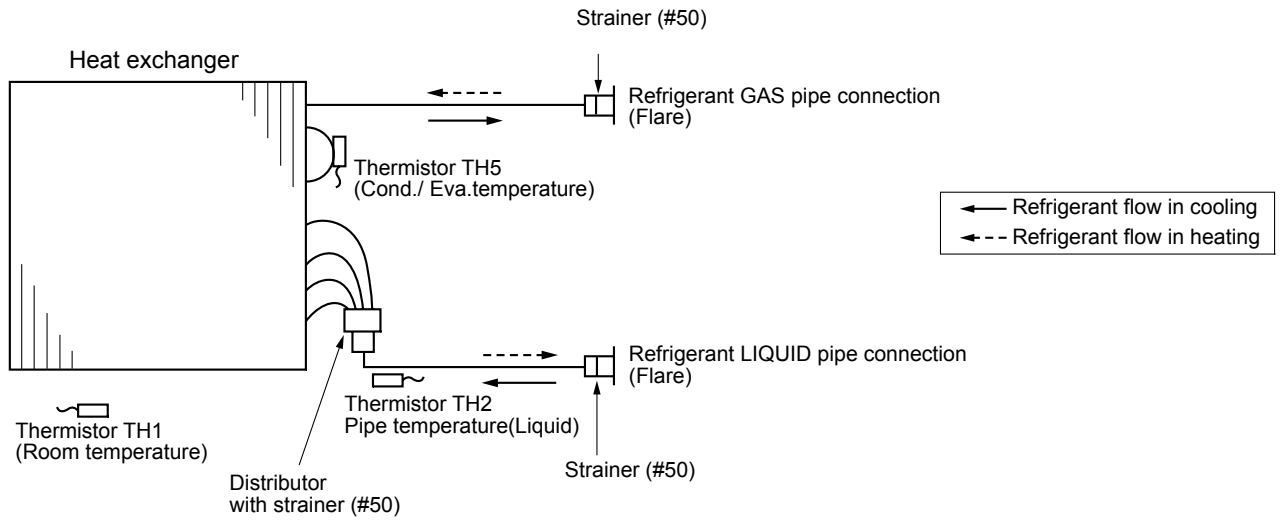 Strainer (#50)
Heat exchanger
Refrigerant GAS pipe connection
(Flare)
Thermistor TH5
(Cond./ Eva.temperature)
Refrigerant flow in cooling
Refrigerant flow in heating
Refrigerant LIQUID pipe connection
(Flare)
Thermistor TH2
Pipe temperature(Liquid)
Thermistor TH1
(Room temperature)
Strainer (#50)
Distributor
with strainer (#50)